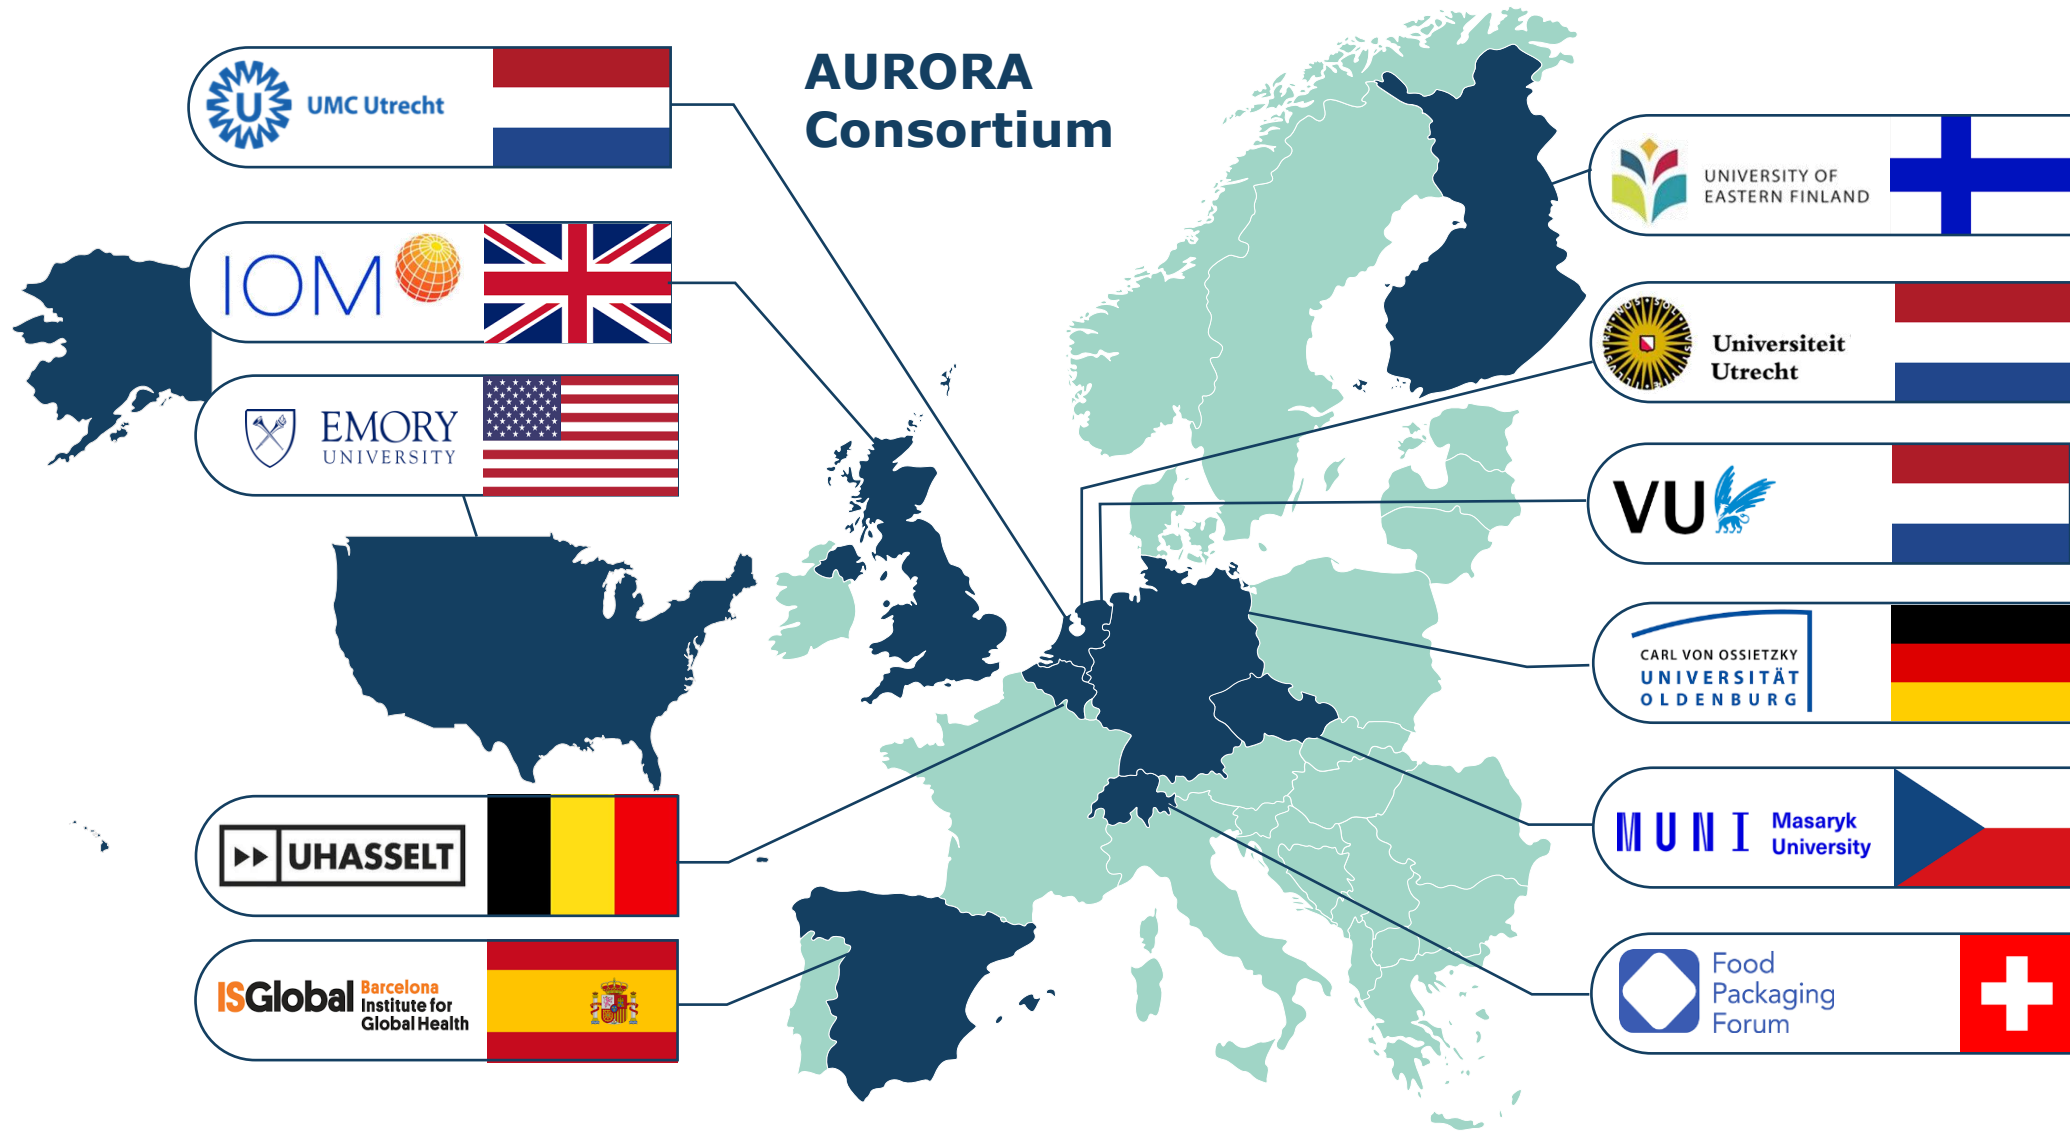 AURORA
Consortium
U
UMC Utrecht
IOM
EMORY
UNIVERSITY
UHASSELT
ISGlobal
Barcelona
Institute for
Global Health
UNIVERSITY OF
EASTERN FINLAND
Universiteit
Utrecht
VU
CARL VON OSSIETZKY
UNIVERSITÄT
OLDENBURG
MUNI
Masaryk
University
Food
Packaging
Forum